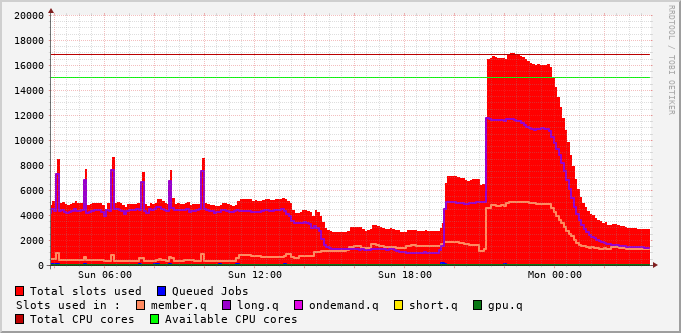 RRDTOOL / TOBI OETIKER
20000
18000
16000
14000
12000
10000
8000
6000
4000
2000
0
Sun 06:00 Sun 12:00 Sun 18:00 Mon 00:00
Total slots used Queued Jobs
Slots used in : member.q long.q ondemand.q short.q gpu.q
Total CPU cores Available CPU cores